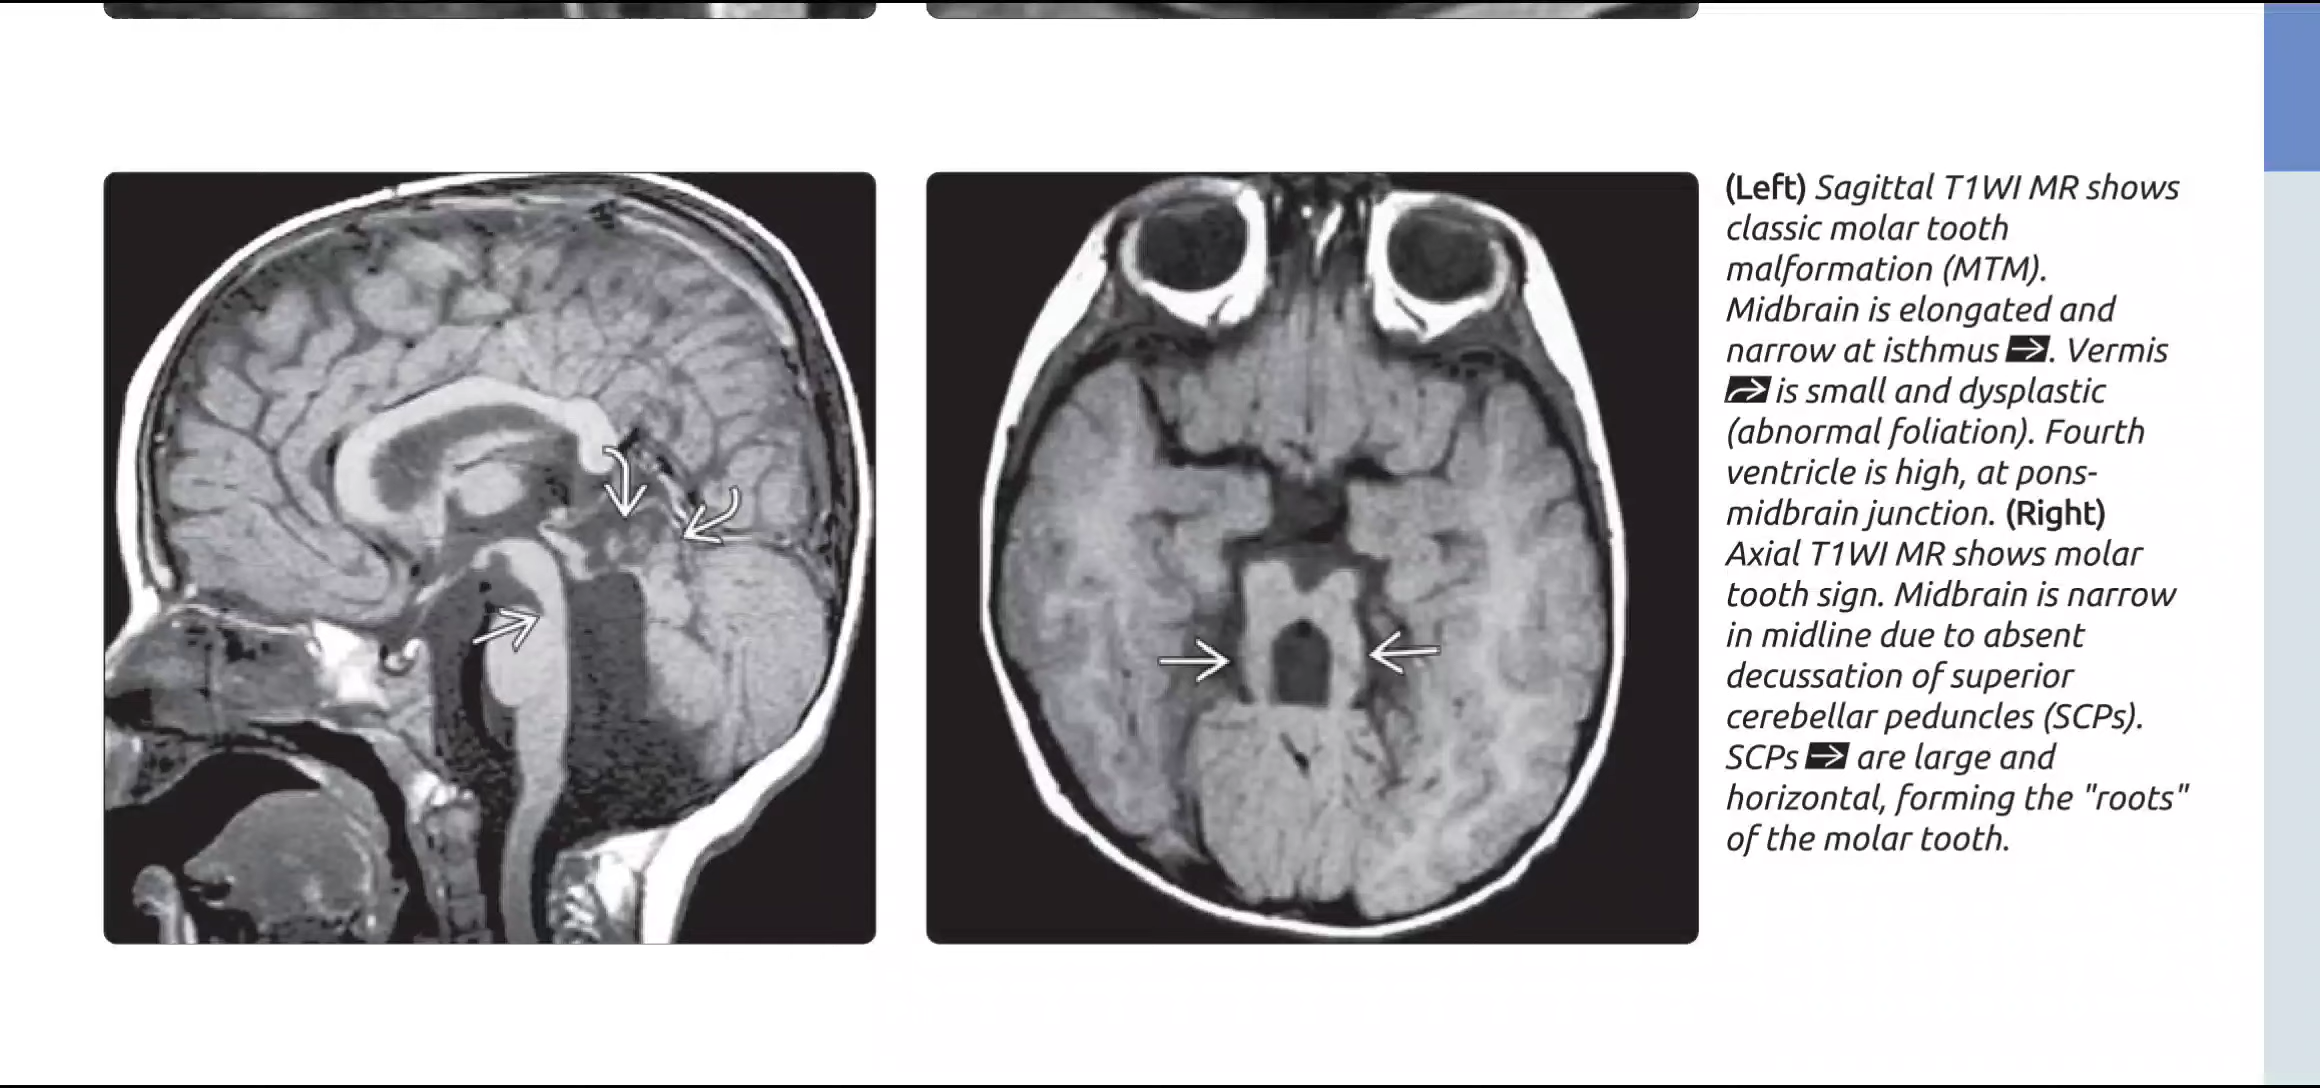 (Left) Sagittal T1WI MR shows
classic molar tooth
malformation (MTM).
Midbrain is elongated and
narrow at isthmus ➡. Vermis
↪ is small and dysplastic
(abnormal foliation). Fourth
ventricle is high, at pons-
midbrain junction. (Right)
Axial T1WI MR shows molar
tooth sign. Midbrain is narrow
in midline due to absent
decussation of superior
cerebellar peduncles (SCPs).
SCPs ➡ are large and
horizontal, forming the "roots"
of the molar tooth.